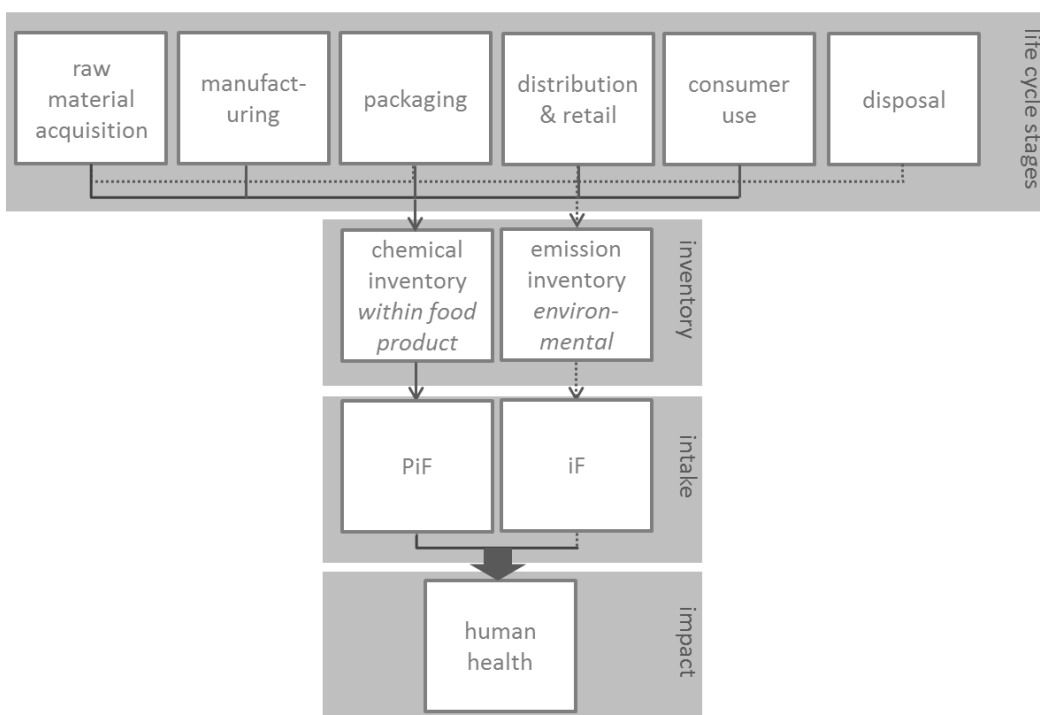 raw
material
acquisition
manufact-
uring
packaging
distribution
& retail
consumer
use
disposal
life cycle stages
chemical
inventory
within food
product
emission
inventory
environ-
mental
inventory
PiF
iF
intake
human
health
impact